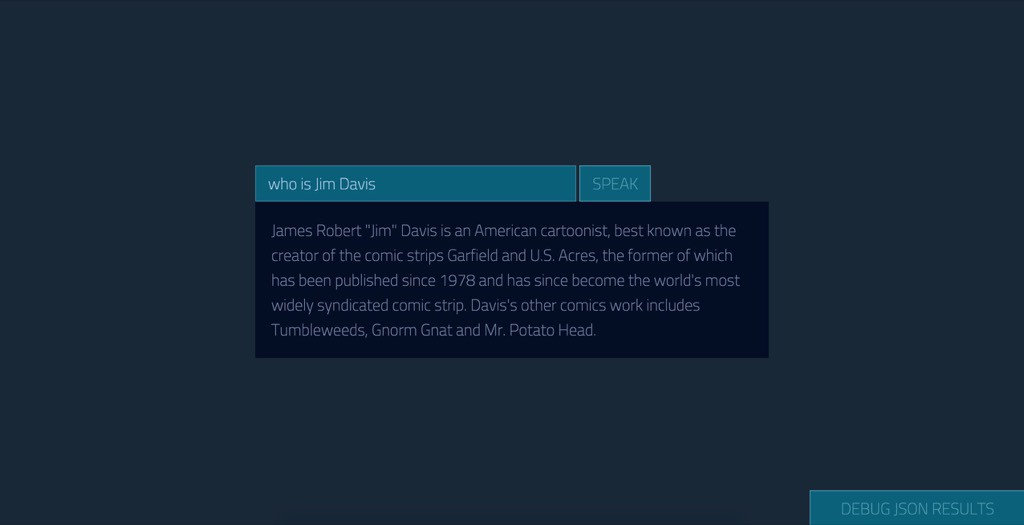 who is Jim Davis
SPEAK
James Robert "Jim" Davis is an American cartoonist, best known as the
creator of the comic strips Garfield and U.S. Acres, the former of which
has been published since 1978 and has since become the world's most
widely syndicated comic strip. Davis's other comics work includes
Tumbleweeds, Gnorm Gnat and Mr. Potato Head.
DEBUG JSON RESULTS